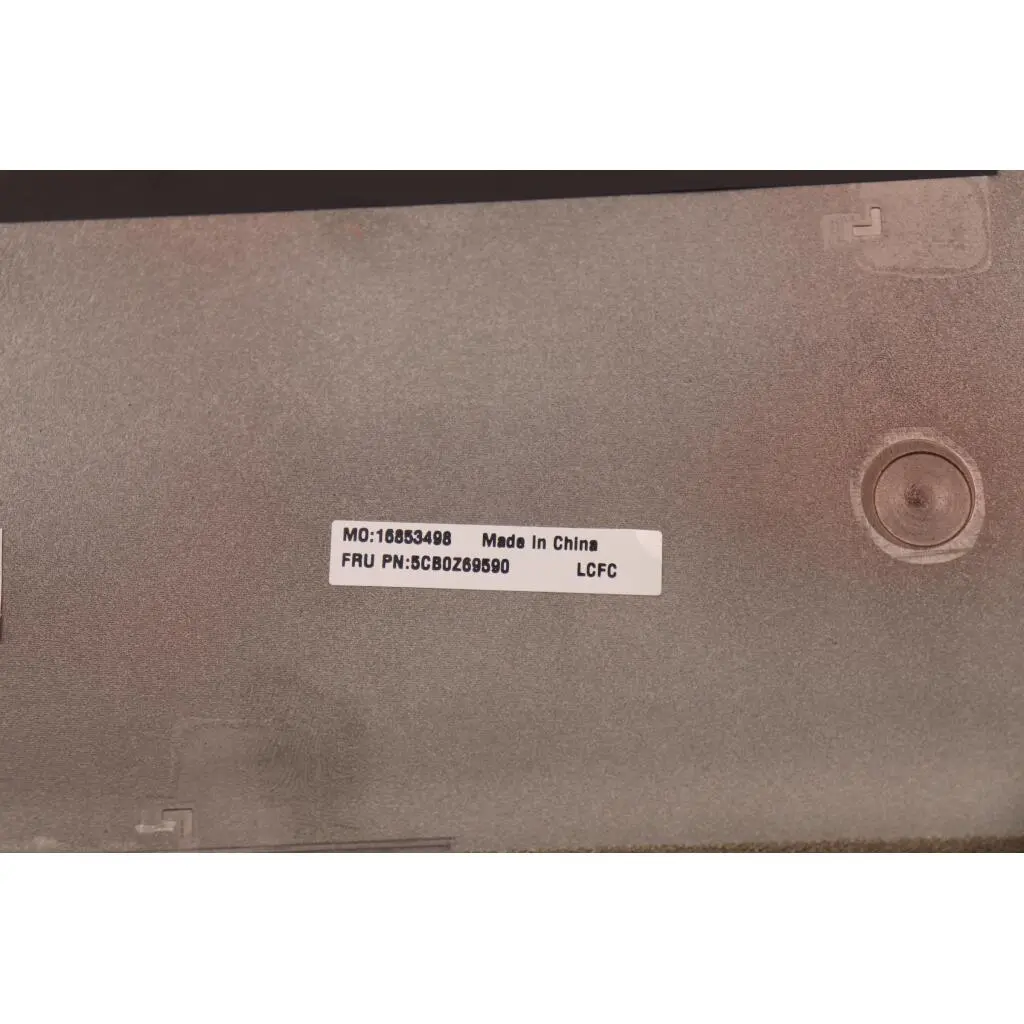 MO:16853498 Made In China
FRU PN:5CB0Z69590 LCFC